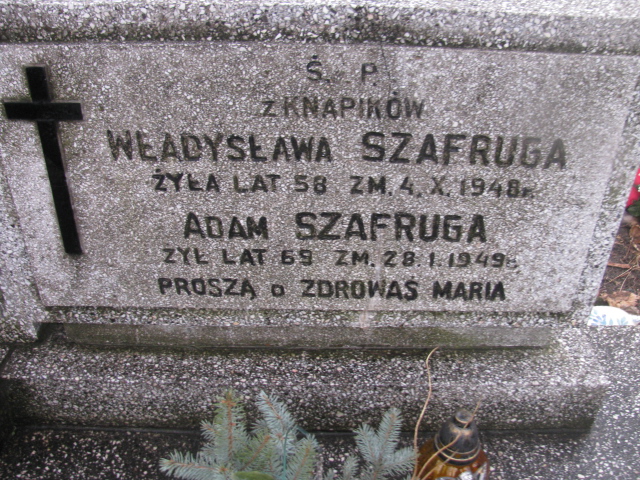 Ś. P.
Z KNAPIKÓW
WŁADYSŁAWA SZAFRUGA
ŻYŁA LAT 58 ZM. 4. X. 1948 R.
ADAM SZAFRUGA
ŻYŁ LAT 69 ZM. 28. I. 1949 R.
PROSZĄ O ZDROWAŚ MARIA